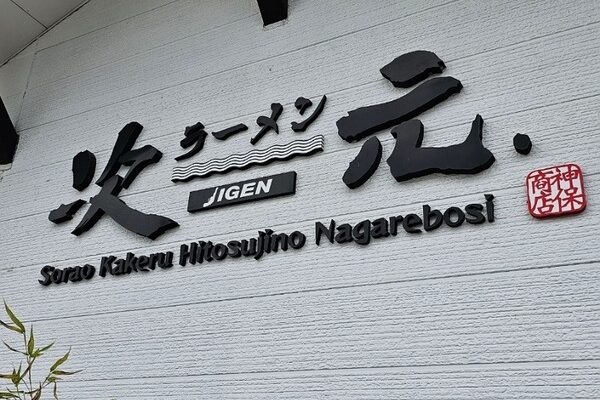 次元.
ラーメン
JIGEN
Sorao Kakeru Hitosujino Nagarebosi
神保
商店